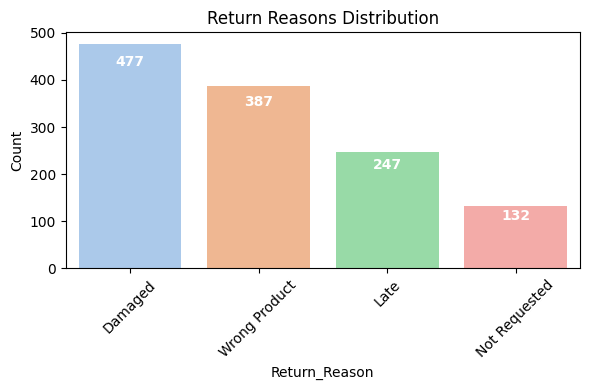 Return Reasons Distribution
Count
500
400
300
200
100
0
477
387
247
132
Damaged
Wrong Product
Late
Not Requested
Return_Reason